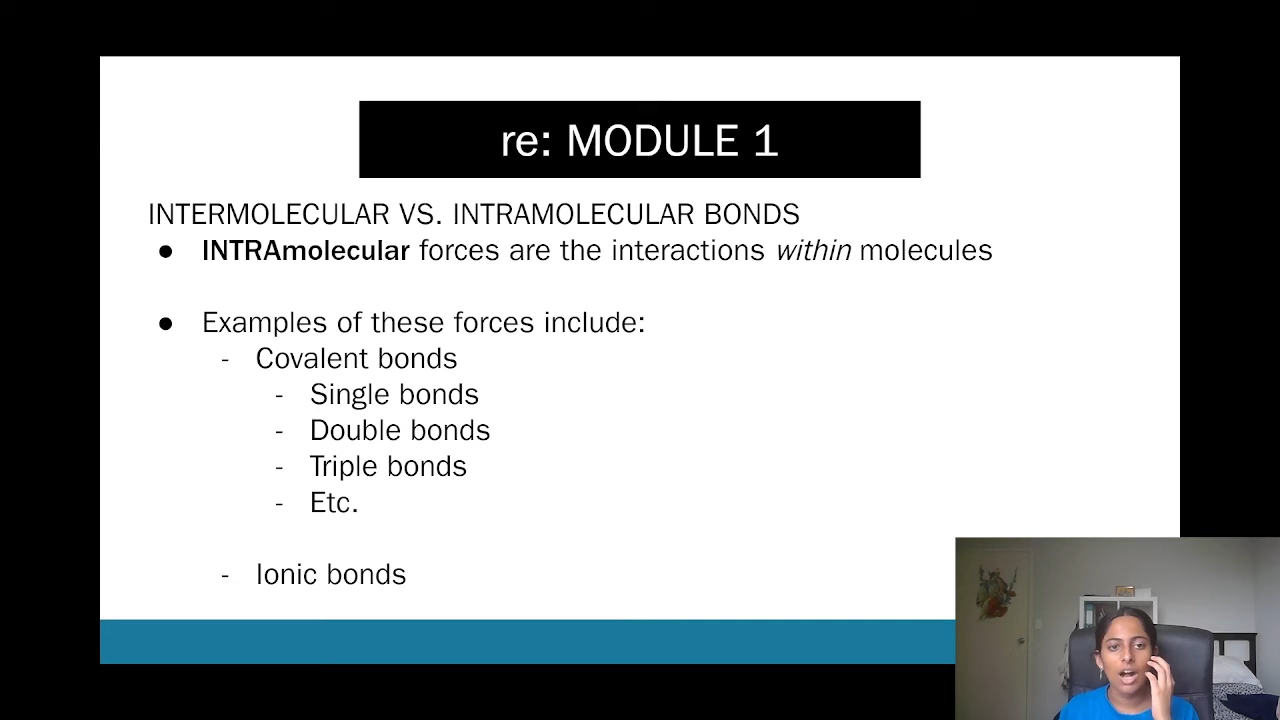 re: MODULE 1
INTERMOLECULAR VS. INTRAMOLECULAR BONDS
● INTRAmolecular forces are the interactions within molecules
● Examples of these forces include:
- Covalent bonds
- Single bonds
- Double bonds
- Triple bonds
- Etc.
- Ionic bonds